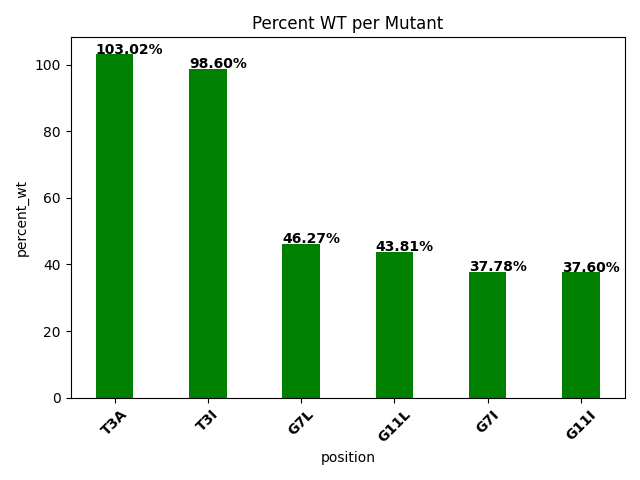 Percent WT per Mutant
103.02%
98.60%
46.27%
43.81%
37.78%
37.60%
percent_wt
100
80
60
40
20
0
T3A
T3I
G7L
G11L
G7I
G11I
position